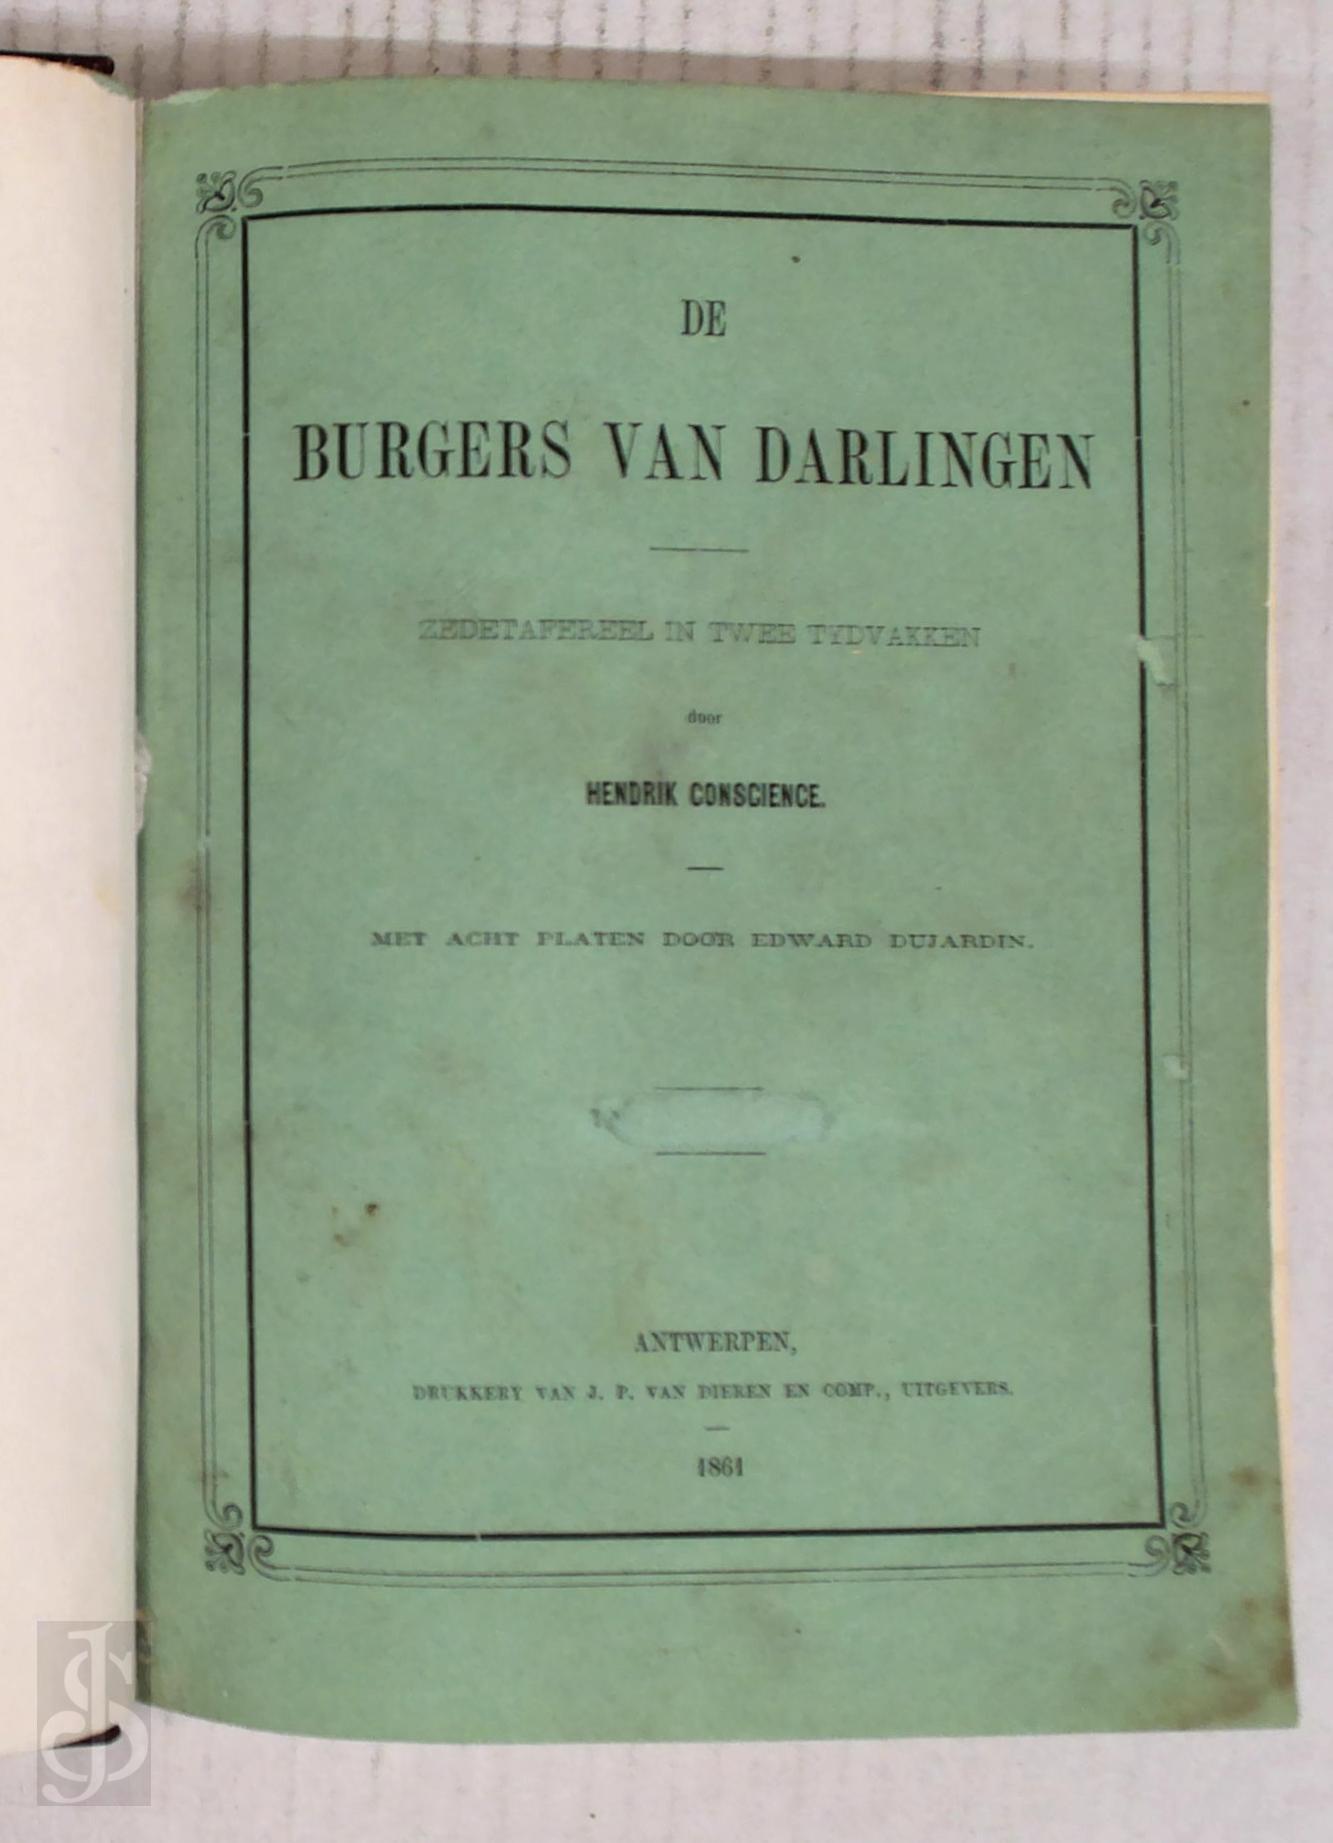 DE
BURGERS VAN DARLINGEN
ZEDETAFEREEL IN TWEE TYDVAKKEN
door
HENDRIK CONSCIENCE.
MET ACHT PLATEN DOOR EDWARD DUJARDIN.
ANTWERPEN,
DRUKKERY VAN J. P. VAN DIEREN EN COMP., UITGEVERS.
1861